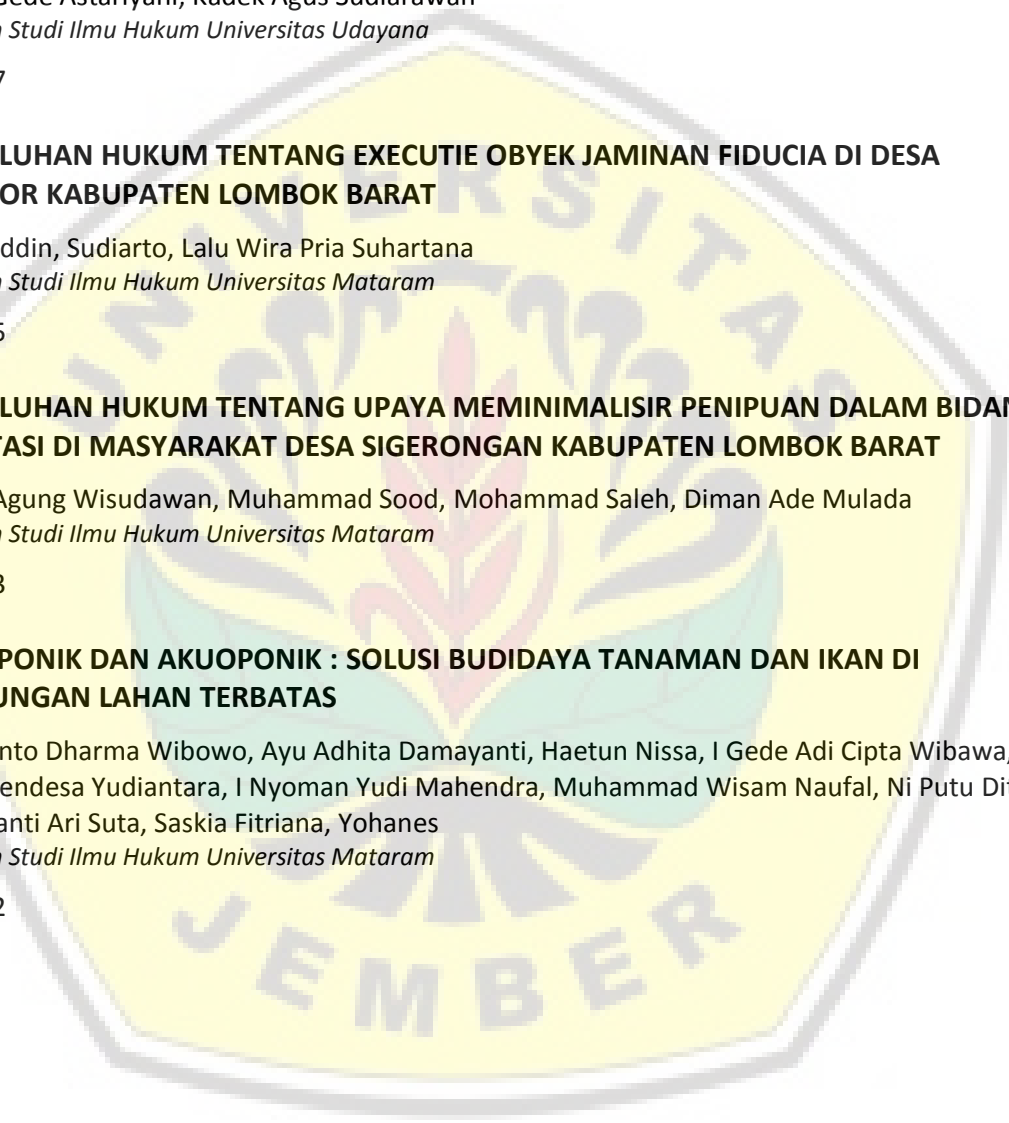 Gede Astariyani, Kadek Agus Sudiarawan
Studi Ilmu Hukum Universitas Udayana
7
LUHAN HUKUM TENTANG EXECUTIE OBYEK JAMINAN FIDUCIA DI DESA
OR KABUPATEN LOMBOK BARAT
ddin, Sudiarto, Lalu Wira Pria Suhartana
Studi Ilmu Hukum Universitas Mataram
LUHAN HUKUM TENTANG UPAYA MEMINIMALISIR PENIPUAN DALAM BIDAN
TASI DI MASYARAKAT DESA SIGERONGAN KABUPATEN LOMBOK BARAT
Agung Wisudawan, Muhammad Sood, Mohammad Saleh, Diman Ade Mulada
Studi Ilmu Hukum Universitas Mataram
3
PONIK DAN AKUOPONIK : SOLUSI BUDIDAYA TANAMAN DAN IKAN DI
UNGAN LAHAN TERBATAS
nto Dharma Wibowo, Ayu Adhita Damayanti, Haetun Nissa, I Gede Adi Cipta Wibawa,
endesa Yudiantara, I Nyoman Yudi Mahendra, Muhammad Wisam Naufal, Ni Putu Dit
anti Ari Suta, Saskia Fitriana, Yohanes
Studi Ilmu Hukum Universitas Mataram
2
UNIVERSITAS
JEMBER